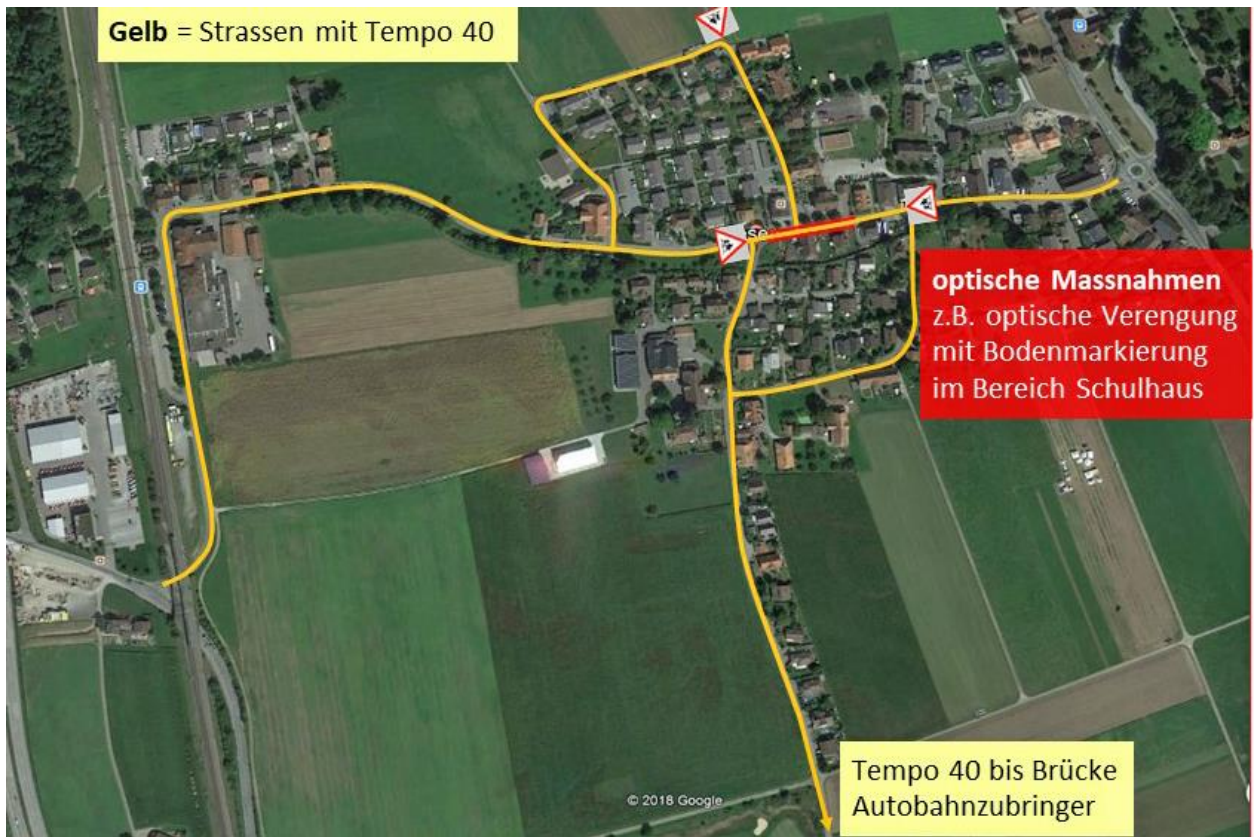 Gelb = Strassen mit Tempo 40
se
optische Massnahmen
z.B. optische Verengung
mit Bodenmarkierung
im Bereich Schulhaus
© 2018 Google
Tempo 40 bis Brücke
Autobahnzubringer